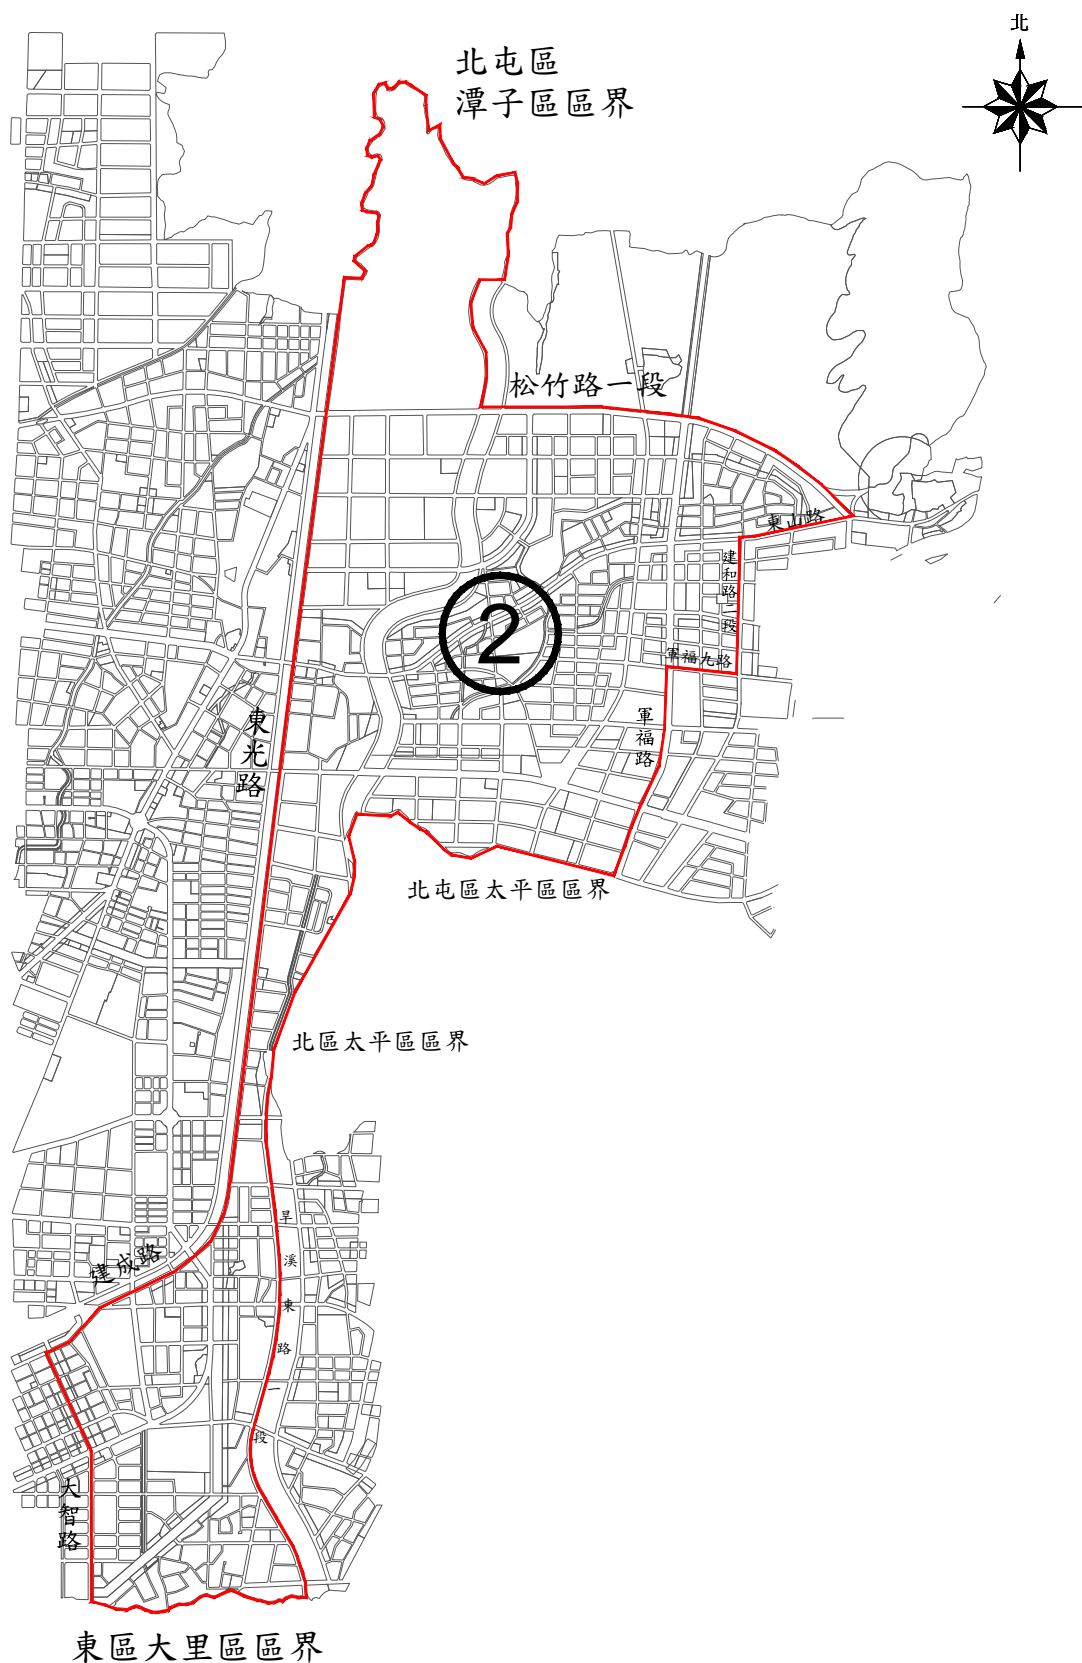 北
北屯區
潭子區區界
松竹路一段
東山路
建和路二段
②
軍福九路
軍福路
東光路
北屯區太平區區界
北區太平區區界
旱溪東路一段
建成路
大智路
東區大里區區界